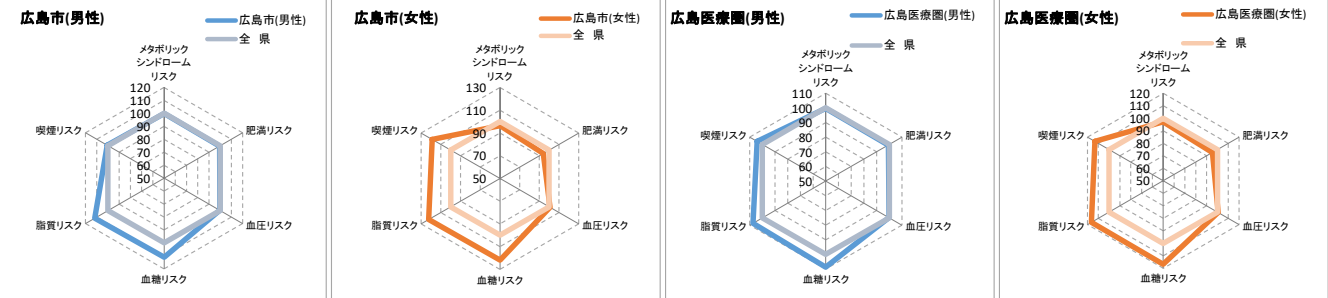 広島市(男性)
広島市(男性)
全 県
メタボリック
シンドローム
リスク
120
110
100
90
80
70
60
50
肥満リスク
血圧リスク
血糖リスク
脂質リスク
喫煙リスク
広島市(女性)
広島市(女性)
全 県
メタボリック
シンドローム
リスク
130
110
90
70
50
肥満リスク
血圧リスク
血糖リスク
脂質リスク
喫煙リスク
広島医療圏(男性)
広島医療圏(男性)
全 県
メタボリック
シンドローム
リスク
110
100
90
80
70
60
50
肥満リスク
血圧リスク
血糖リスク
脂質リスク
喫煙リスク
広島医療圏(女性)
広島医療圏(女性)
全 県
メタボリック
シンドローム
リスク
120
110
100
90
80
70
60
50
肥満リスク
血圧リスク
血糖リスク
脂質リスク
喫煙リスク